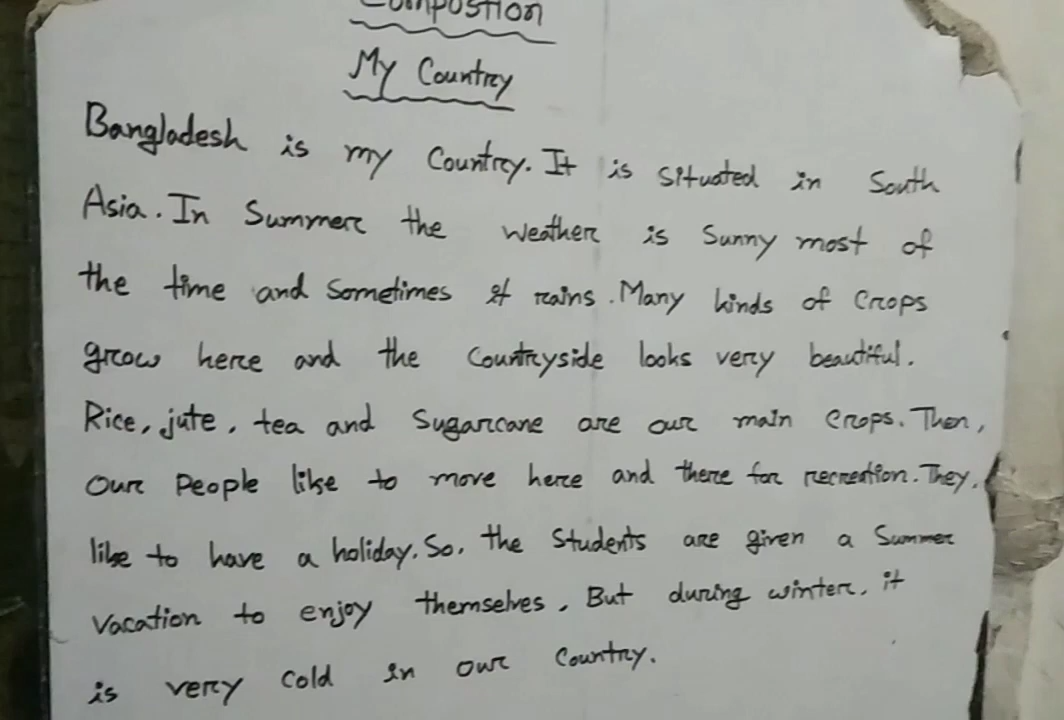 Compostion
My Country
Bangladesh is my Country. It is situated in South
Asia. In Summer the weather is Sunny most of
the time and Sometimes it rains. Many kinds of Crops
grow here and the Countryside looks very beautiful.
Rice, jute, tea and Sugarcane are our main Crops. Then,
our People like to move here and there for recreation. They,
like to have a holiday. So, the Students are given a Summer
Vacation to enjoy themselves, But during winter, it
is very Cold in our Country.